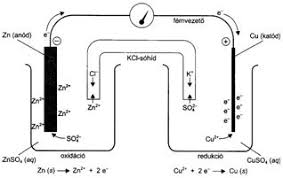 Zn (anód)
fémvezető
Cu (katód)
e⁻
e⁻
⊖
⊕
Cl⁻
KCl-sóhíd
K⁺
Zn²⁺
Zn²⁺
Zn²⁺
Zn²⁺
SO₄²⁻
e⁻
e⁻
e⁻
e⁻
e⁻
SO₄²⁻
Cu²⁺
ZnSO₄ (aq)
oxidáció
redukció
CuSO₄ (aq)
Zn (s) → Zn²⁺ + 2 e⁻
Cu²⁺ + 2 e⁻ → Cu (s)